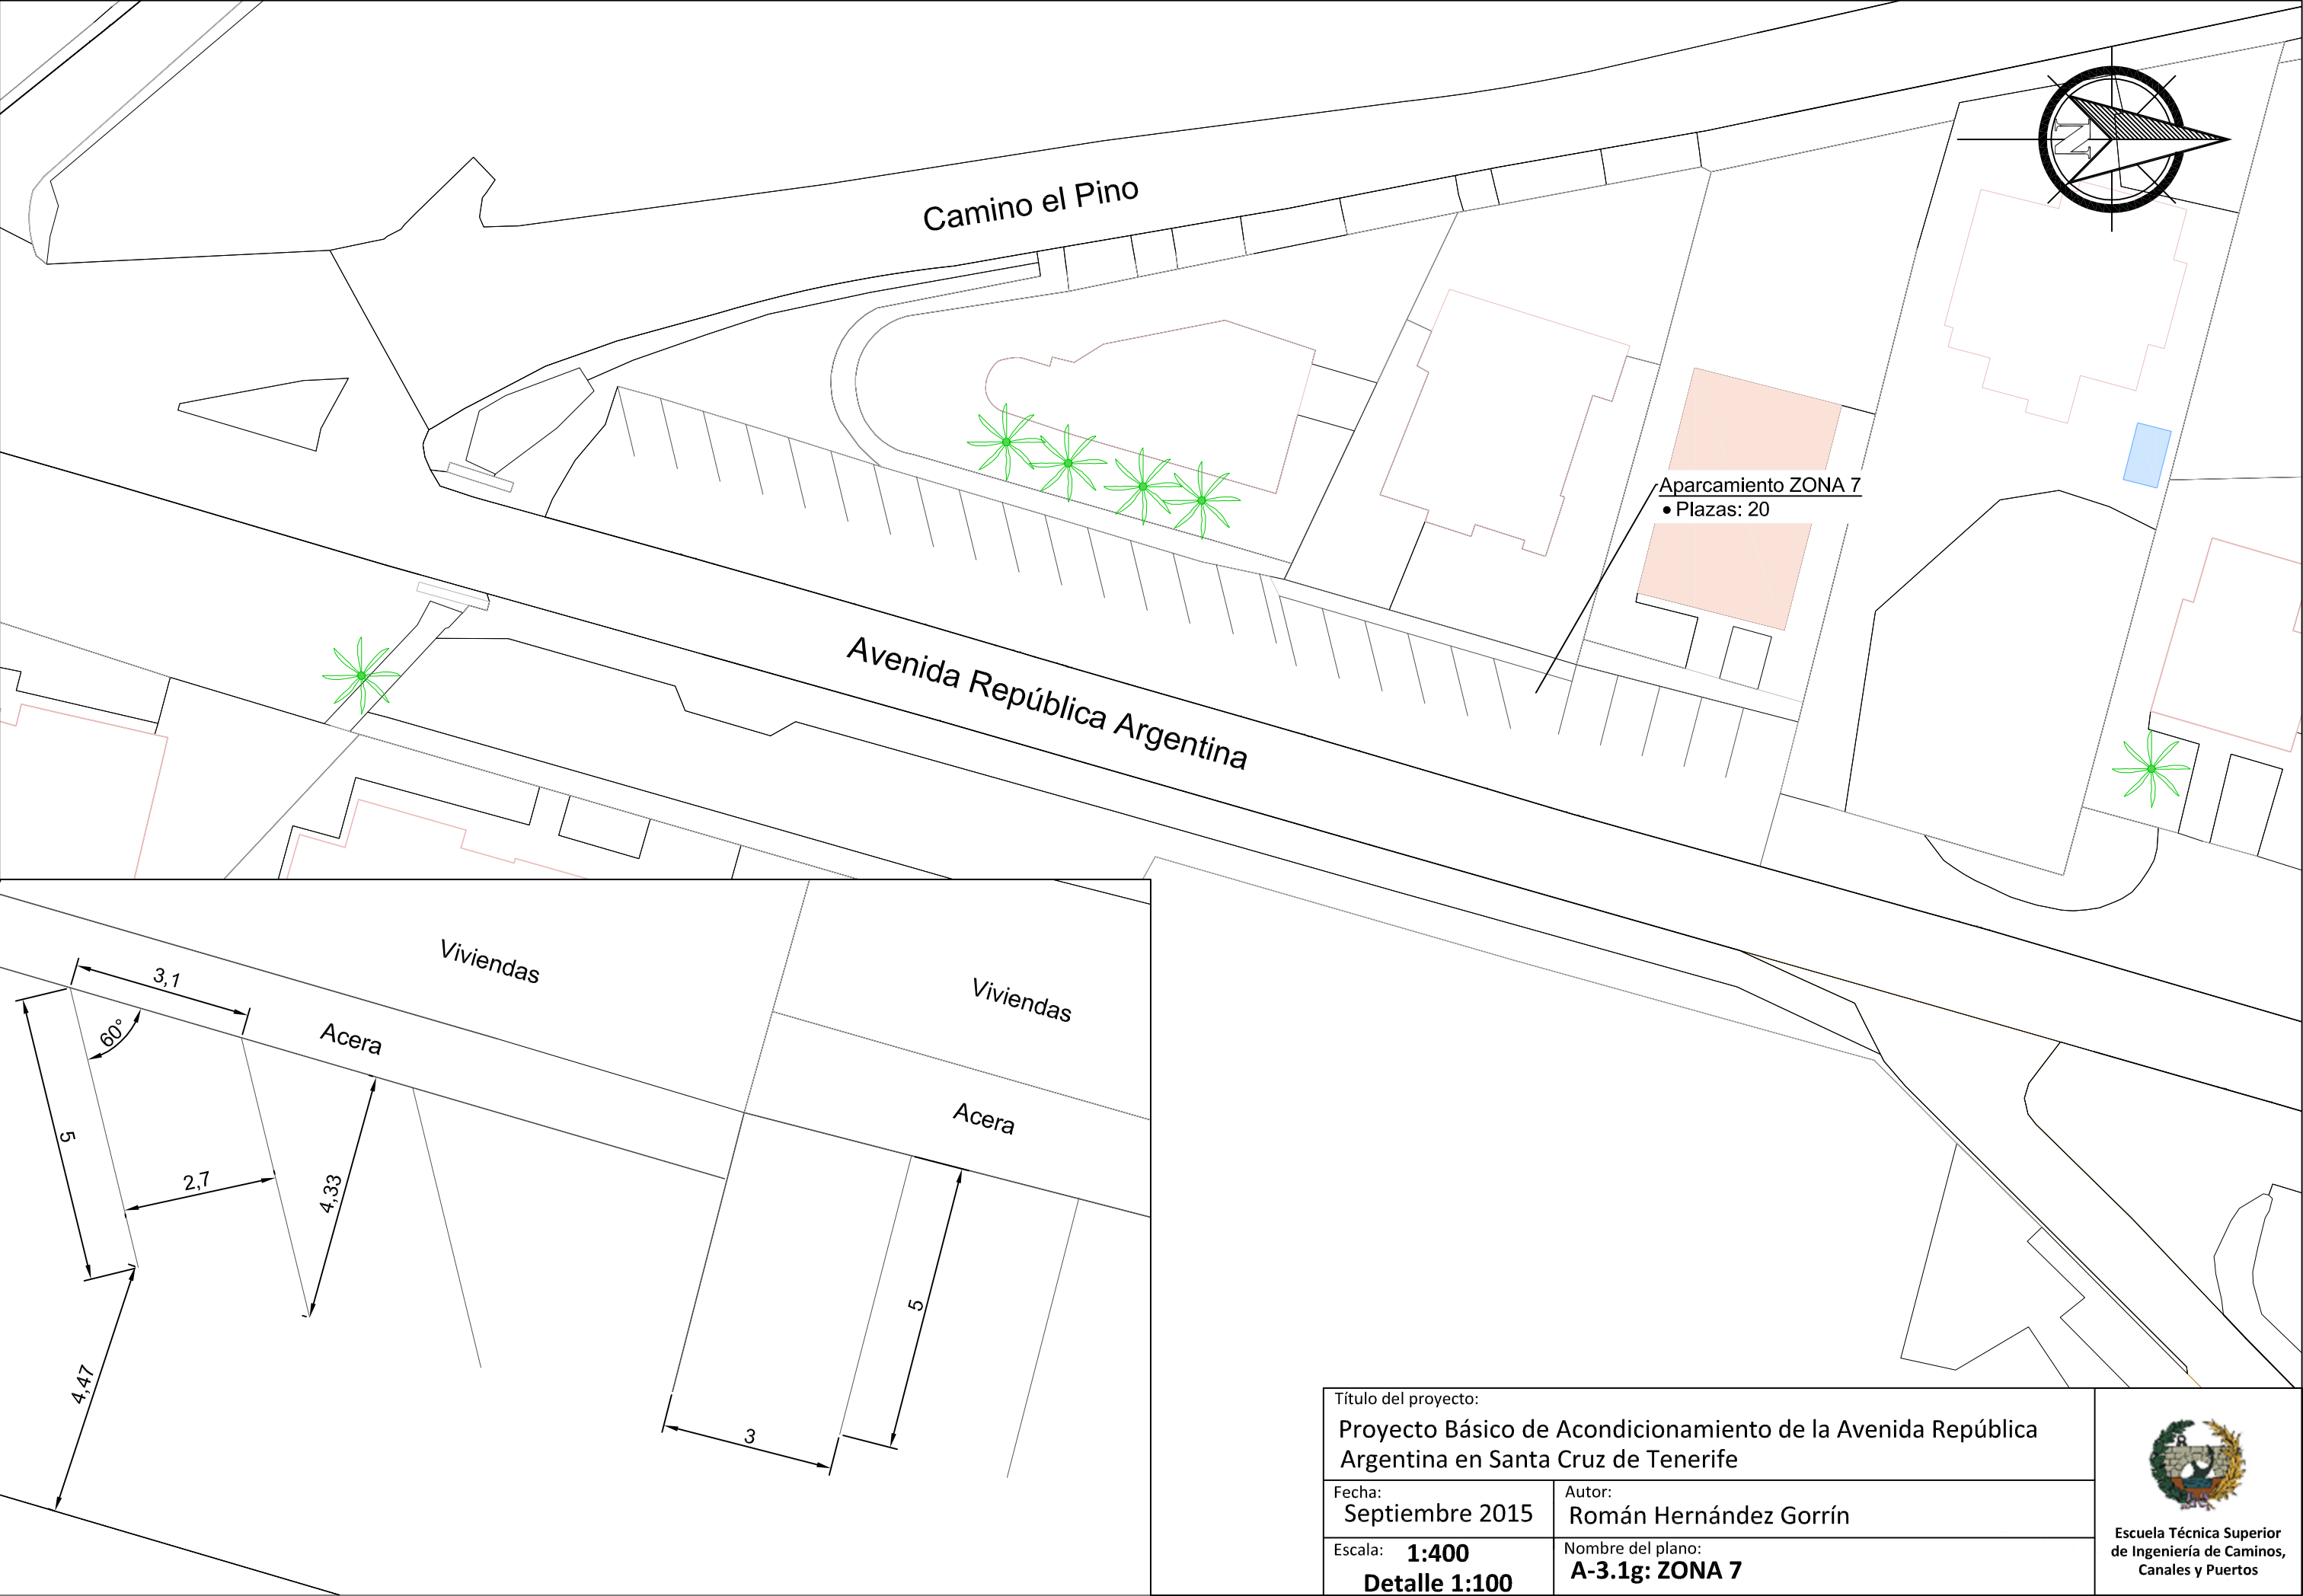 Camino el Pino
N
Aparcamiento ZONA 7
• Plazas: 20
Avenida República Argentina
Viviendas
Viviendas
3,1
60°
Acera
Acera
5
2,7
4,33
5
4,47
3
Título del proyecto:
Proyecto Básico de Acondicionamiento de la Avenida República
Argentina en Santa Cruz de Tenerife
Fecha:
Septiembre 2015
Autor:
Román Hernández Gorrín
Escala: 1:400
Detalle 1:100
Nombre del plano:
A-3.1g: ZONA 7
Escuela Técnica Superior
de Ingeniería de Caminos,
Canales y Puertos